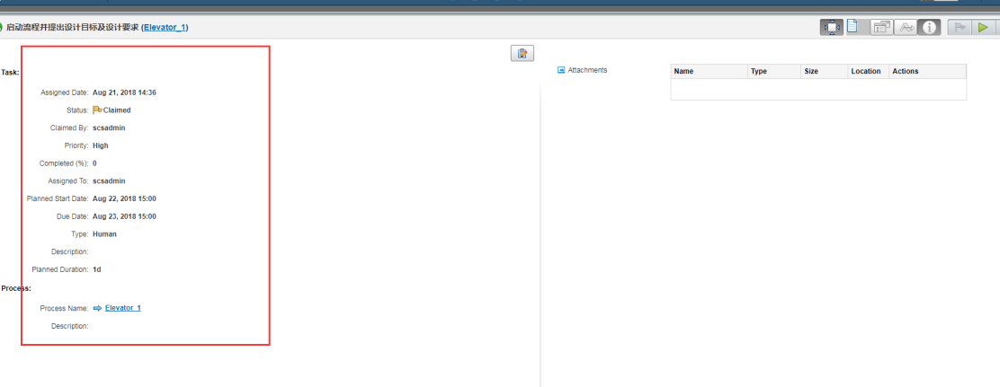 启动流程并提出设计目标及设计要求 (Elevator_1)
Task:
Assigned Date: Aug 21, 2018 14:36
Status: Claimed
Claimed By: scsadmin
Priority: High
Completed (%): 0
Assigned To: scsadmin
Planned Start Date: Aug 22, 2018 15:00
Due Date: Aug 23, 2018 15:00
Type: Human
Description:
Planned Duration: 1d
Process:
Process Name: Elevator_1
Description:
Attachments
Name Type Size Location Actions